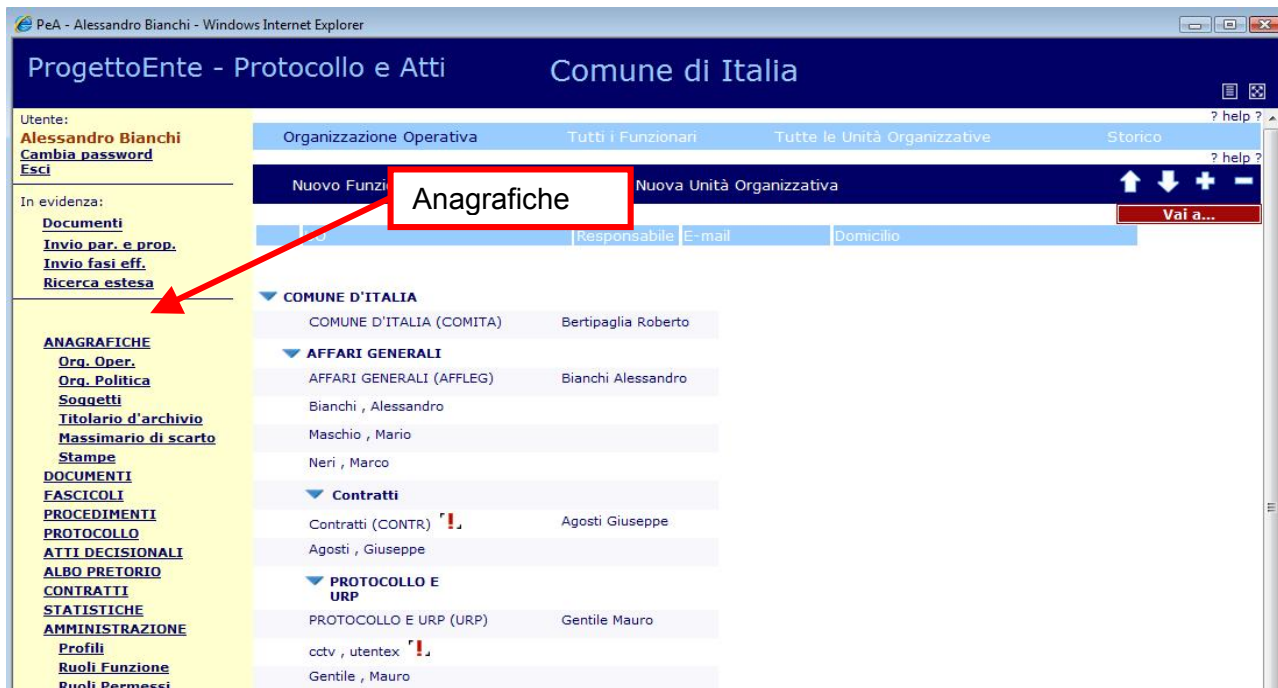 PeA - Alessandro Bianchi - Windows Internet Explorer
ProgettoEnte - Protocollo e Atti Comune di Italia
Utente:
Alessandro Bianchi
Cambia password
Esci
In evidenza:
Documenti
Invio par. e prop.
Invio fasi eff.
Ricerca estesa
ANAGRAFICHE
Org. Oper.
Org. Politica
Soggetti
Titolario d'archivio
Massimario di scarto
Stampe
DOCUMENTI
FASCICOLI
PROCEDIMENTI
PROTOCOLLO
ATTI DECISIONALI
ALBO PRETORIO
CONTRATTI
STATISTICHE
AMMINISTRAZIONE
Profili
Ruoli Funzione
Ruoli Permessi
? help ?
Organizzazione Operativa Tutti i Funzionari Tutte le Unità Organizzative Storico
? help ?
Nuovo Nuova Unità Organizzativa
Anagrafiche
Vai a...
Responsabile E-mail Domicilio
COMUNE D'ITALIA
COMUNE D'ITALIA (COMITA) Bertipaglia Roberto
AFFARI GENERALI
AFFARI GENERALI (AFFLEG) Bianchi Alessandro
Bianchi , Alessandro
Maschio , Mario
Neri , Marco
Contratti
Contratti (CONTR) Agosti Giuseppe
Agosti , Giuseppe
PROTOCOLLO E
URP
PROTOCOLLO E URP (URP) Gentile Mauro
cctv , utentex
Gentile , Mauro